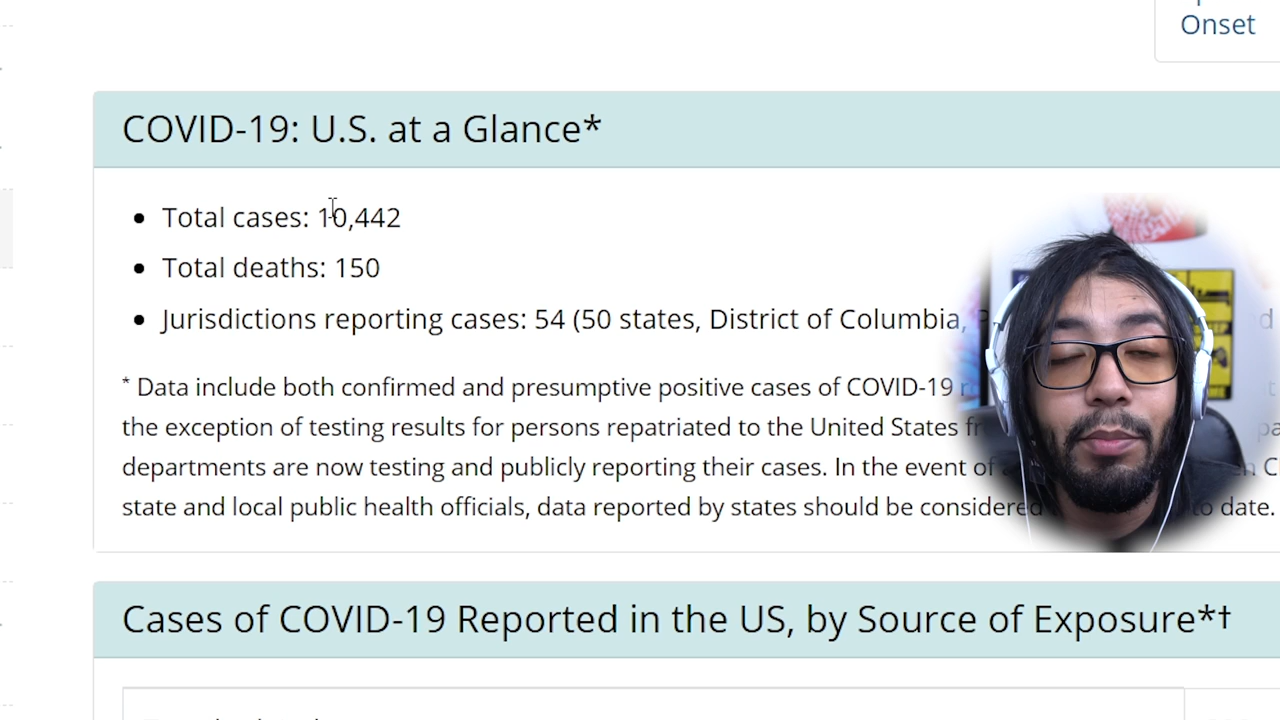 Onset
COVID-19: U.S. at a Glance*
• Total cases: 10,442
• Total deaths: 150
• Jurisdictions reporting cases: 54 (50 states, District of Columbia,
* Data include both confirmed and presumptive positive cases of COVID-19
the exception of testing results for persons repatriated to the United States
departments are now testing and publicly reporting their cases. In the event of
state and local public health officials, data reported by states should be considered to date.
Cases of COVID-19 Reported in the US, by Source of Exposure*†